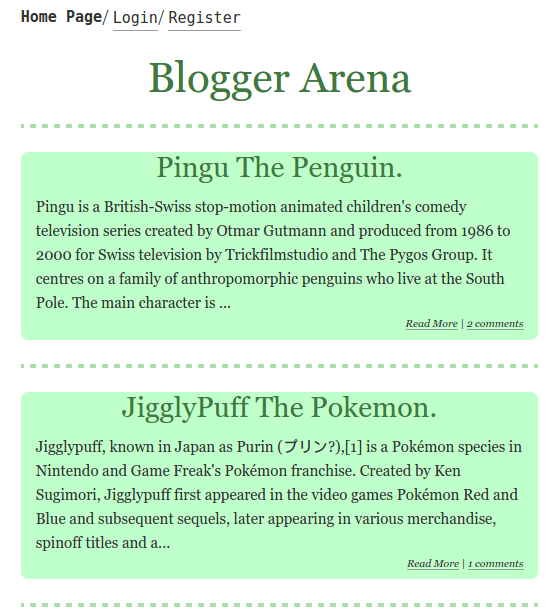 Home Page/ Login/ Register
Blogger Arena
Pingu The Penguin.
Pingu is a British-Swiss stop-motion animated children's comedy
television series created by Otmar Gutmann and produced from 1986 to
2000 for Swiss television by Trickfilmstudio and The Pygos Group. It
centres on a family of anthropomorphic penguins who live at the South
Pole. The main character is ...
Read More | 2 comments
JigglyPuff The Pokemon.
Jigglypuff, known in Japan as Purin (プリン?),[1] is a Pokémon species in
Nintendo and Game Freak's Pokémon franchise. Created by Ken
Sugimori, Jigglypuff first appeared in the video games Pokémon Red and
Blue and subsequent sequels, later appearing in various merchandise,
spinoff titles and a...
Read More | 1 comments